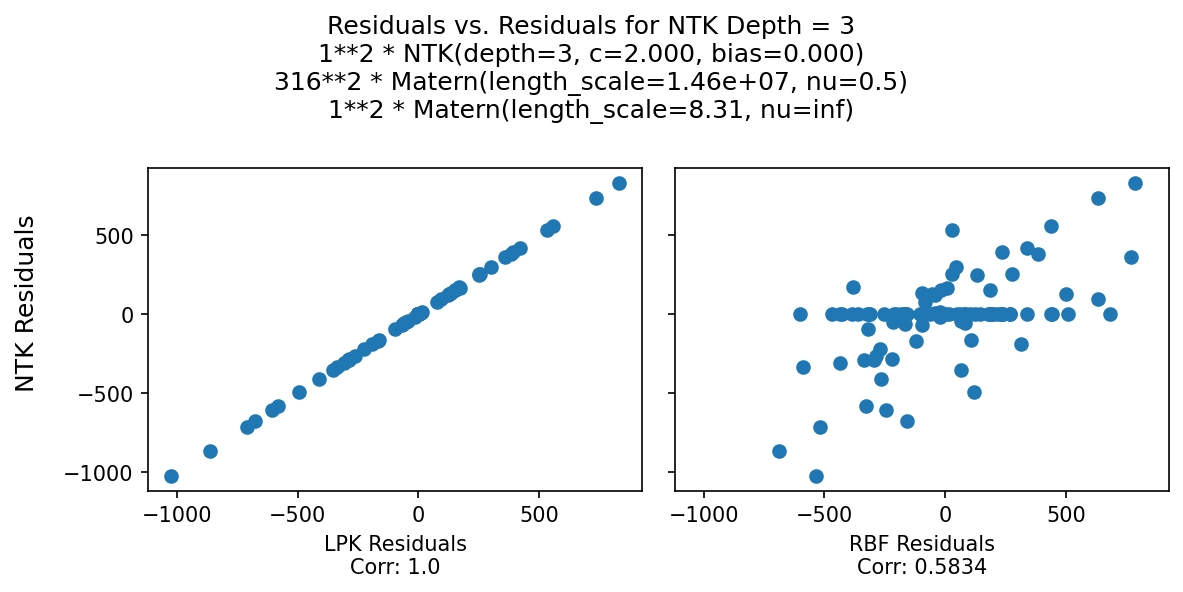 Residuals vs. Residuals for NTK Depth = 3
1**2 * NTK(depth=3, c=2.000, bias=0.000)
316**2 * Matern(length_scale=1.46e+07, nu=0.5)
1**2 * Matern(length_scale=8.31, nu=inf)
NTK Residuals
500
0
−500
−1000
−1000 −500 0 500
−1000 −500 0 500
LPK Residuals
Corr: 1.0
RBF Residuals
Corr: 0.5834